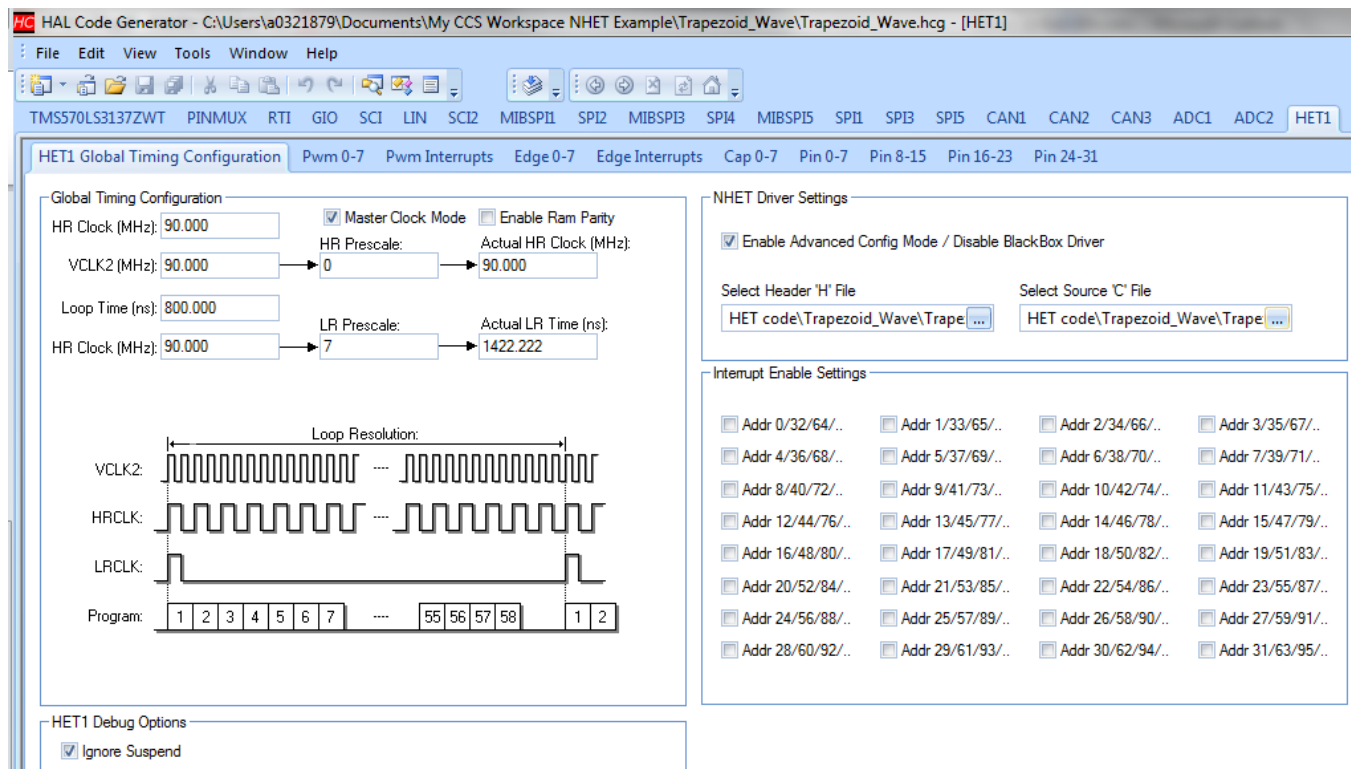 HC HAL Code Generator - C:\Users\a0321879\Documents\My CCS Workspace NHET Example\Trapezoid_Wave\Trapezoid_Wave.hcg - [HET1]
File Edit View Tools Window Help
TMS570LS3137ZWT PINMUX RTI GIO SCI LIN SCI2 MIBSPI1 SPI2 MIBSPI3 SPI4 MIBSPI5 SPI1 SPI3 SPI5 CAN1 CAN2 CAN3 ADC1 ADC2 HET1
HET1 Global Timing Configuration Pwm 0-7 Pwm Interrupts Edge 0-7 Edge Interrupts Cap 0-7 Pin 0-7 Pin 8-15 Pin 16-23 Pin 24-31
Global Timing Configuration
HR Clock (MHz): 90.000
Master Clock Mode Enable Ram Parity
HR Prescale: Actual HR Clock (MHz):
VCLK2 (MHz): 90.000 0 90.000
Loop Time (ns): 800.000
LR Prescale: Actual LR Time (ns):
HR Clock (MHz): 90.000 7 1422.222
Loop Resolution:
VCLK2: ----
HRCLK: ---
LRCLK:
Program: 1 2 3 4 5 6 7 ---- 55 56 57 58 1 2
HET1 Debug Options
Ignore Suspend
NHET Driver Settings
Enable Advanced Config Mode / Disable BlackBox Driver
Select Header 'H' File Select Source 'C' File
HET code\Trapezoid_Wave\Trape ... HET code\Trapezoid_Wave\Trape ...
Interrupt Enable Settings
Addr 0/32/64/.. Addr 1/33/65/.. Addr 2/34/66/.. Addr 3/35/67/..
Addr 4/36/68/.. Addr 5/37/69/.. Addr 6/38/70/.. Addr 7/39/71/..
Addr 8/40/72/.. Addr 9/41/73/.. Addr 10/42/74/.. Addr 11/43/75/..
Addr 12/44/76/.. Addr 13/45/77/.. Addr 14/46/78/.. Addr 15/47/79/..
Addr 16/48/80/.. Addr 17/49/81/.. Addr 18/50/82/.. Addr 19/51/83/..
Addr 20/52/84/.. Addr 21/53/85/.. Addr 22/54/86/.. Addr 23/55/87/..
Addr 24/56/88/.. Addr 25/57/89/.. Addr 26/58/90/.. Addr 27/59/91/..
Addr 28/60/92/.. Addr 29/61/93/.. Addr 30/62/94/.. Addr 31/63/95/..